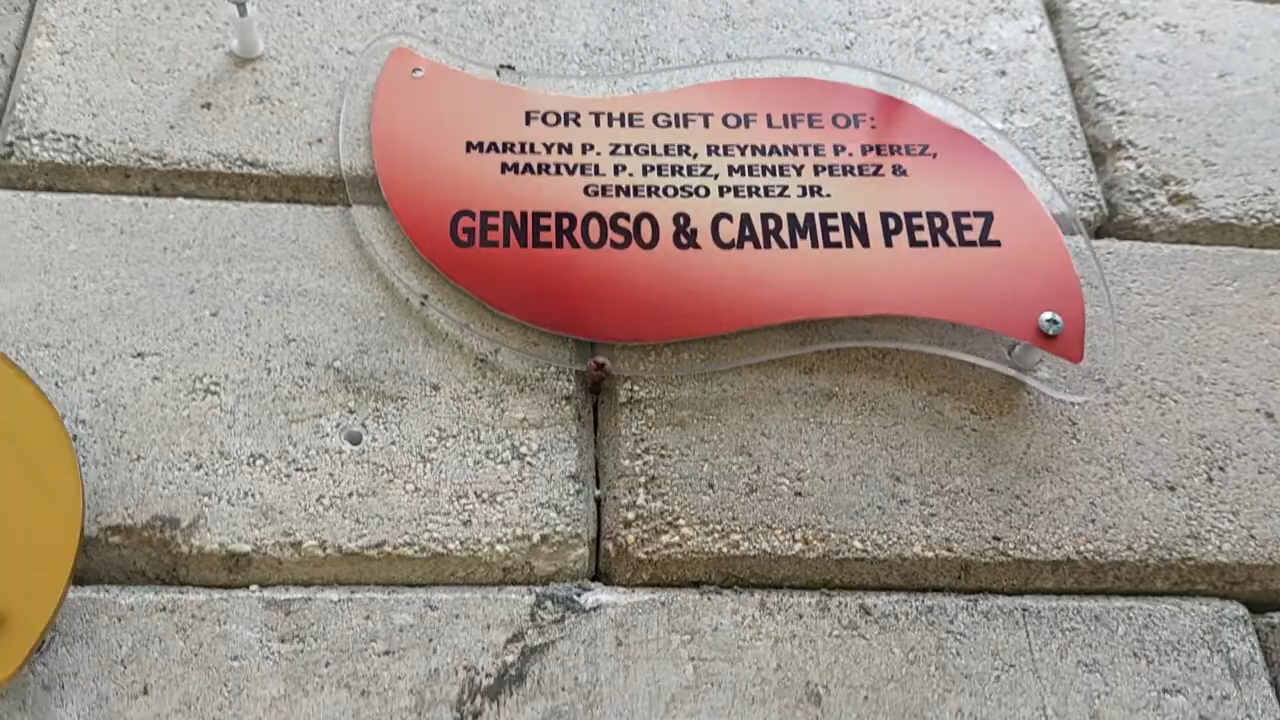 FOR THE GIFT OF LIFE OF:
MARILYN P. ZIGLER, REYNANTE P. PEREZ,
MARIVEL P. PEREZ, MENEY PEREZ &
GENEROSO PEREZ JR.
GENEROSO & CARMEN PEREZ